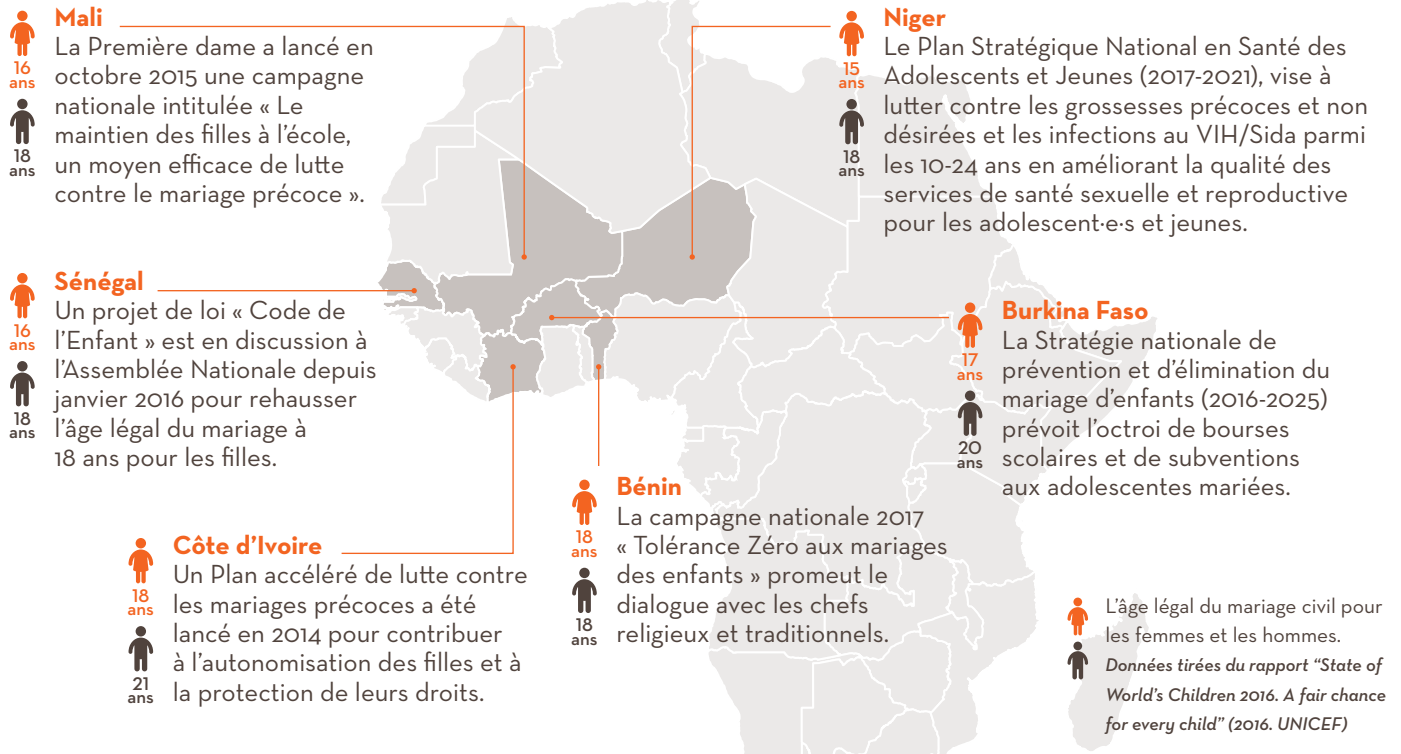 Mali
16
ans
18
ans
La Première dame a lancé en
octobre 2015 une campagne
nationale intitulée « Le
maintien des filles à l’école,
un moyen efficace de lutte
contre le mariage précoce ».
Niger
15
ans
18
ans
Le Plan Stratégique National en Santé des
Adolescents et Jeunes (2017-2021), vise à
lutter contre les grossesses précoces et non
désirées et les infections au VIH/Sida parmi
les 10-24 ans en améliorant la qualité des
services de santé sexuelle et reproductive
pour les adolescent·e·s et jeunes.
Sénégal
16
ans
18
ans
Un projet de loi « Code de
l’Enfant » est en discussion à
l’Assemblée Nationale depuis
janvier 2016 pour rehausser
l’âge légal du mariage à
18 ans pour les filles.
Burkina Faso
17
ans
20
ans
La Stratégie nationale de
prévention et d’élimination du
mariage d’enfants (2016-2025)
prévoit l’octroi de bourses
scolaires et de subventions
aux adolescentes mariées.
Bénin
18
ans
18
ans
La campagne nationale 2017
« Tolérance Zéro aux mariages
des enfants » promeut le
dialogue avec les chefs
religieux et traditionnels.
Côte d’Ivoire
18
ans
21
ans
Un Plan accéléré de lutte contre
les mariages précoces a été
lancé en 2014 pour contribuer
à l’autonomisation des filles et à
la protection de leurs droits.
L’âge légal du mariage civil pour
les femmes et les hommes.
Données tirées du rapport “State of
World’s Children 2016. A fair chance
for every child” (2016. UNICEF)